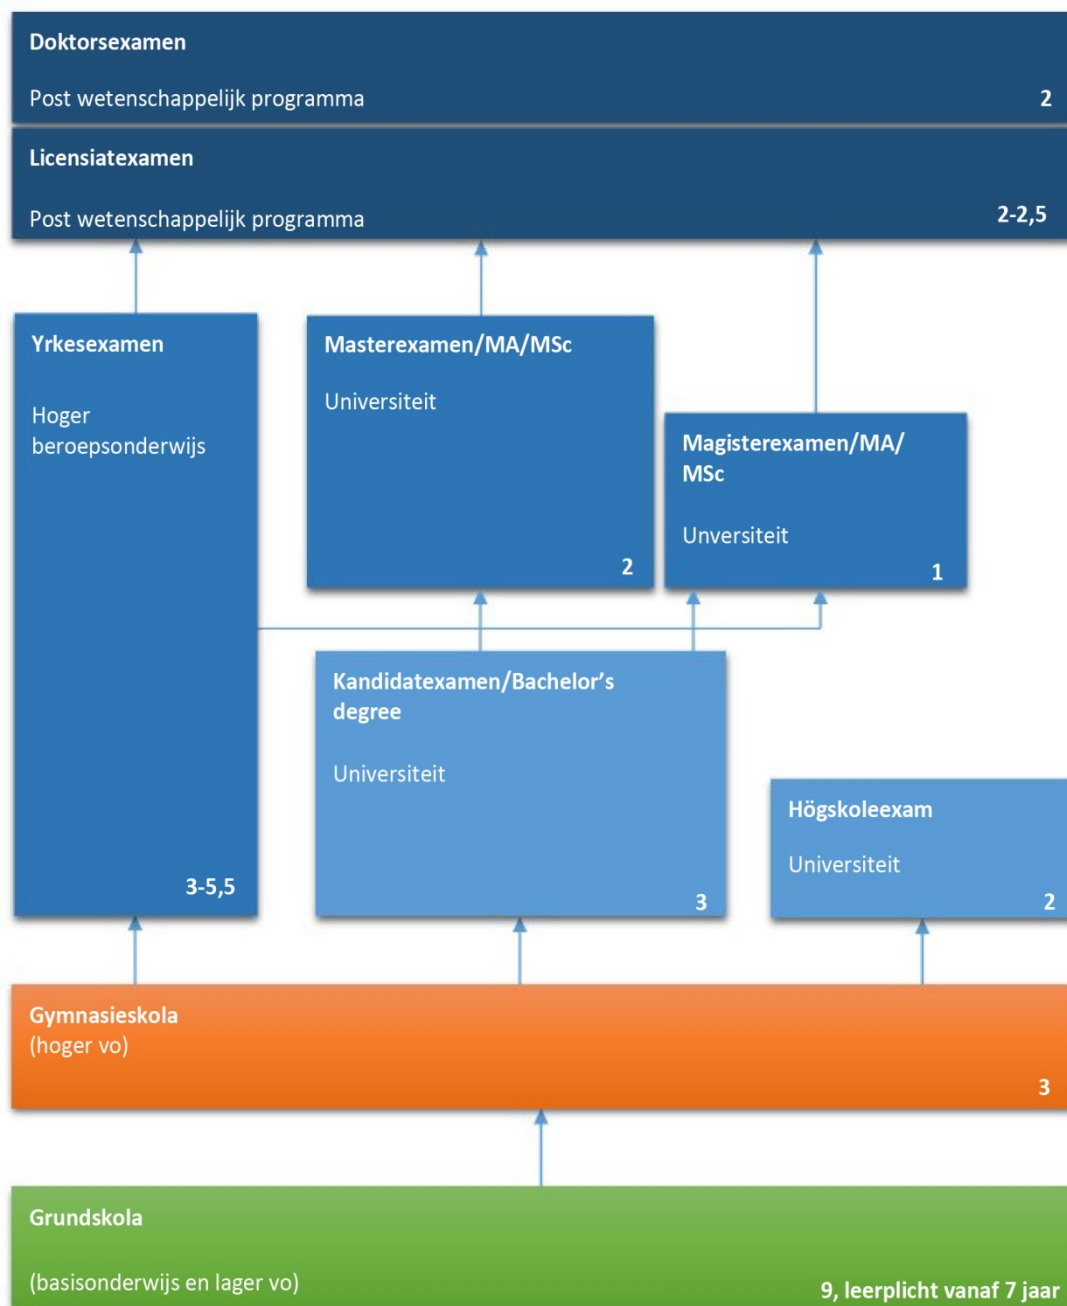 Doktorsexamen
Post wetenschappelijk programma
2
Licensiatexamen
Post wetenschappelijk programma
2-2,5
Yrkesexamen
Hoger
beroepsonderwijs
3-5,5
Masterexamen/MA/MSc
Universiteit
2
Magisterexamen/MA/
MSc
Unversiteit
1
Kandidatexamen/Bachelor’s
degree
Universiteit
3
Högskoleexam
Universiteit
2
Gymnasieskola
(hoger vo)
3
Grundskola
(basisonderwijs en lager vo)
9, leerplicht vanaf 7 jaar